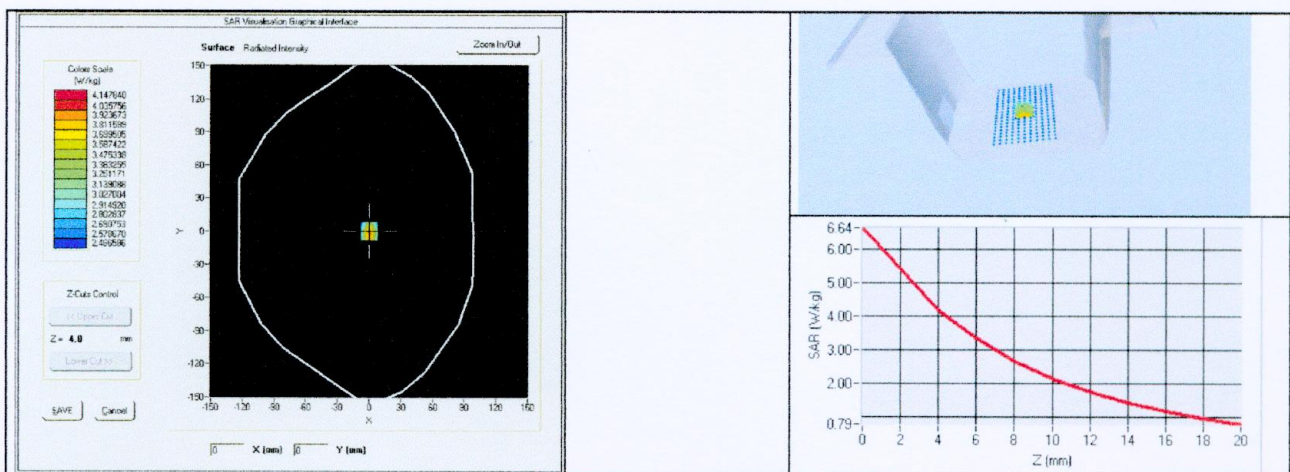 SAR Visualisation Graphical Interface
Surface Radiated Intensity
Zoom In/Out
Colour Scale
(W/kg)
4.147840
4.035756
3.923673
3.811589
3.699505
3.587422
3.475338
3.363255
3.251171
3.139088
3.027004
2.914920
2.802837
2.690753
2.578670
2.466586
150
120
90
60
30
0
-30
-60
-90
-120
-150
Y
-150 -120 -90 -60 -30 0 30 60 90 120 150
X
Z-Cuts Control
<< Upper Cut
Z = 4.0 mm
Lower Cut >>
SAVE Cancel
0 X (mm) 0 Y (mm)
6.64
6.00
5.00
4.00
3.00
2.00
0.79
SAR (W/kg)
0 2 4 6 8 10 12 14 16 18 20
Z (mm)